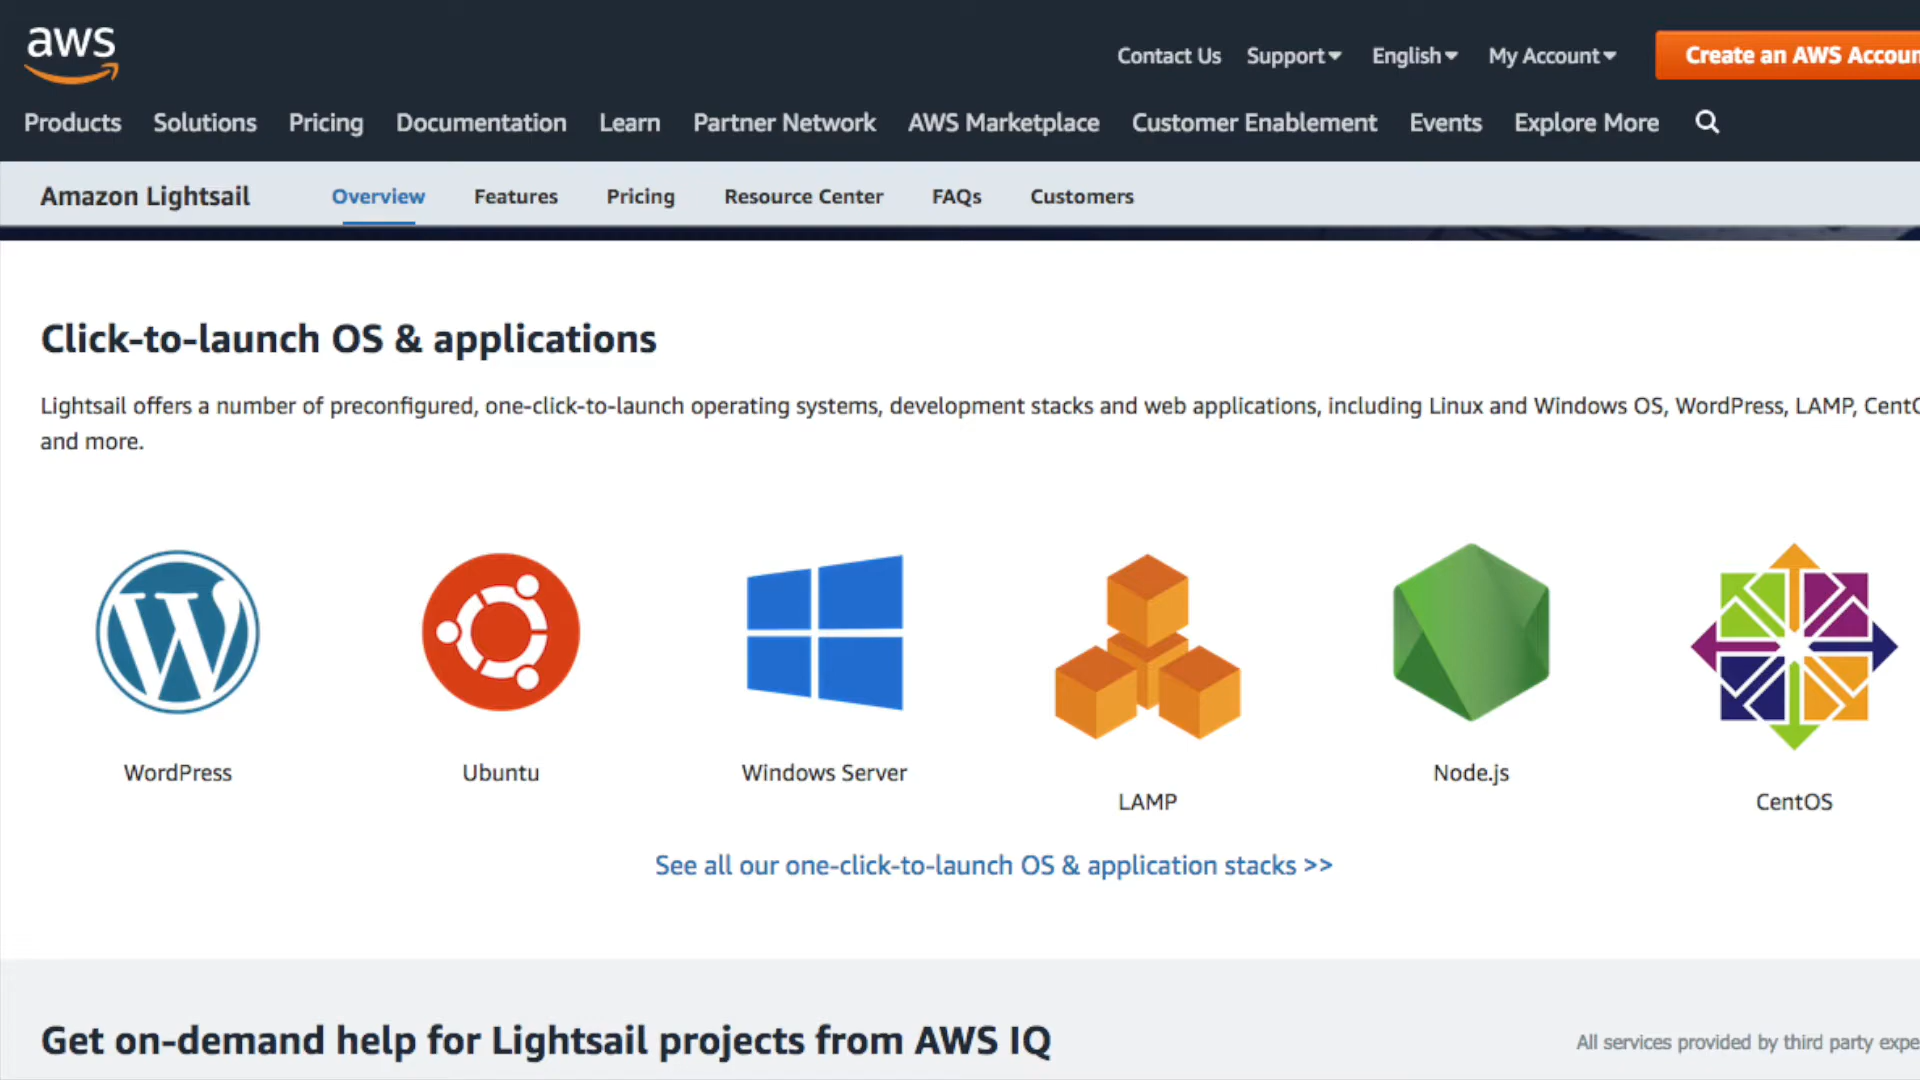 aws
Contact Us Support English My Account Create an AWS Accoun
Products Solutions Pricing Documentation Learn Partner Network AWS Marketplace Customer Enablement Events Explore More
Amazon Lightsail Overview Features Pricing Resource Center FAQs Customers
Click-to-launch OS & applications
Lightsail offers a number of preconfigured, one-click-to-launch operating systems, development stacks and web applications, including Linux and Windows OS, WordPress, LAMP, CentO
and more.
WordPress Ubuntu Windows Server LAMP Node.js CentOS
See all our one-click-to-launch OS & application stacks >>
Get on-demand help for Lightsail projects from AWS IQ
All services provided by third party expe